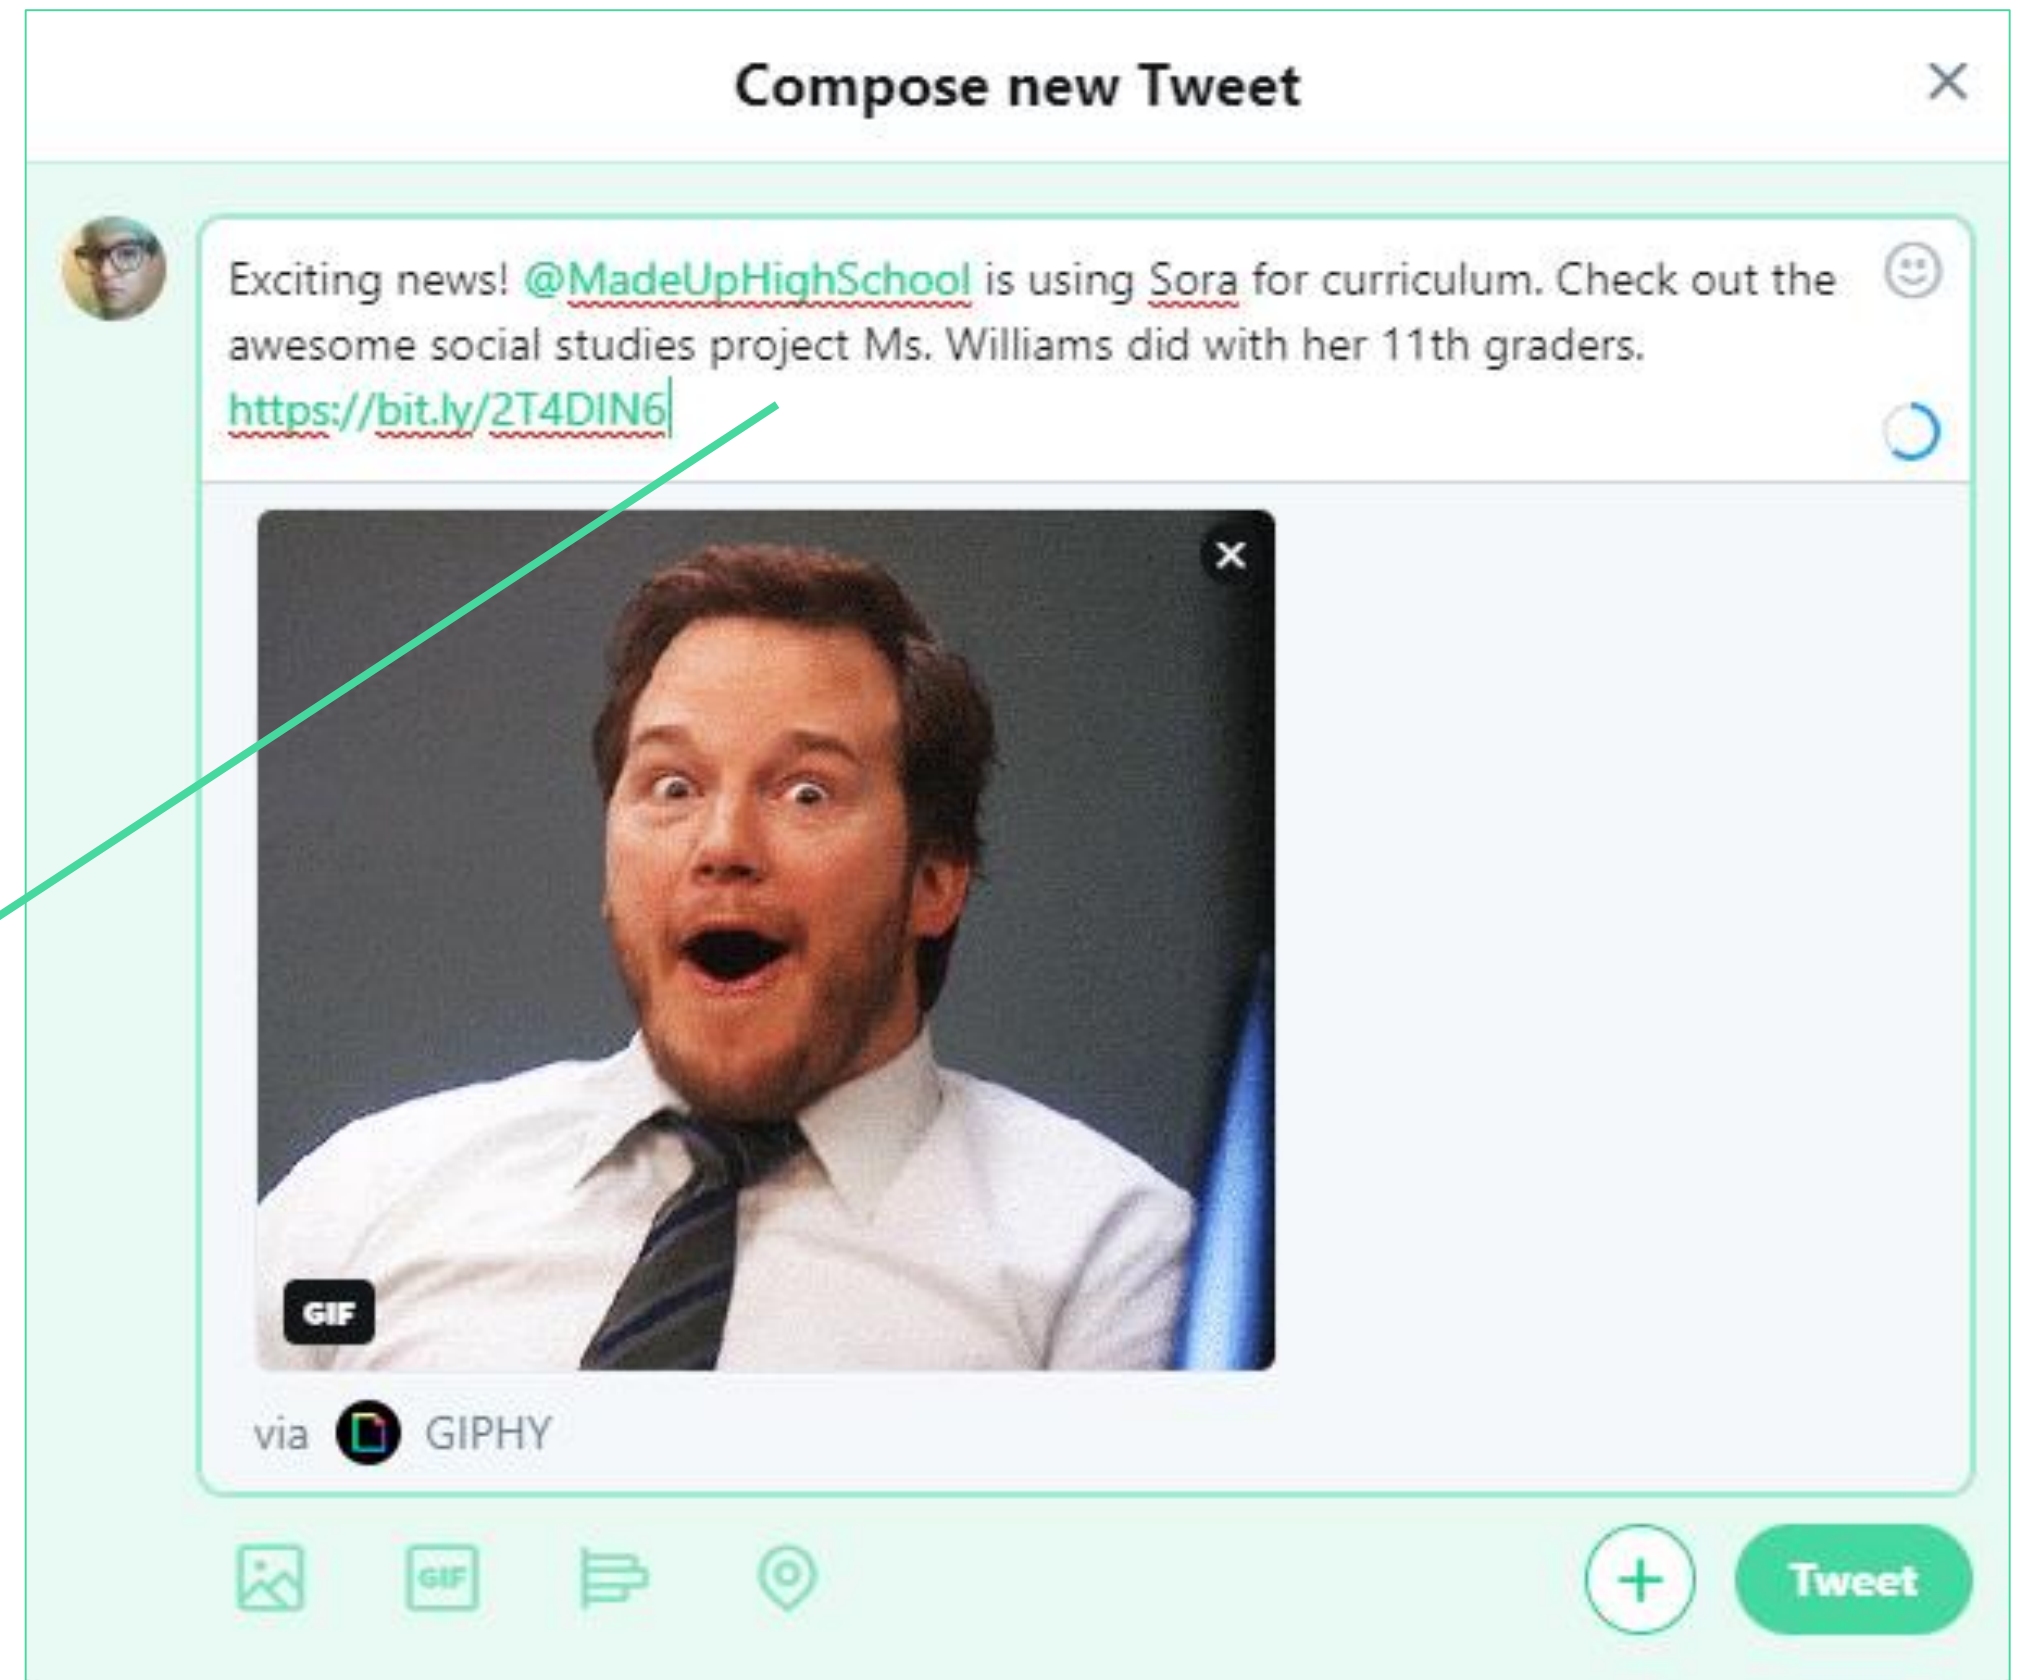 Compose new Tweet
Exciting news! @MadeUpHighSchool is using Sora for curriculum. Check out the
awesome social studies project Ms. Williams did with her 11th graders.
https://bit.ly/2T4DIN6
GIF
via GIPHY
GIF
Tweet